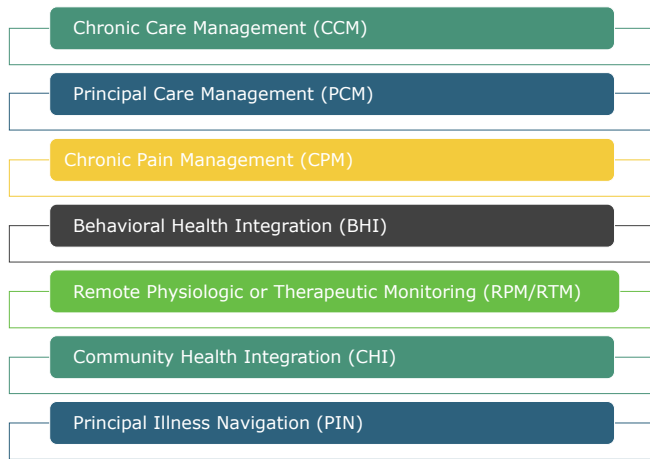 Chronic Care Management (CCM)
Principal Care Management (PCM)
Chronic Pain Management (CPM)
Behavioral Health Integration (BHI)
Remote Physiologic or Therapeutic Monitoring (RPM/RTM)
Community Health Integration (CHI)
Principal Illness Navigation (PIN)